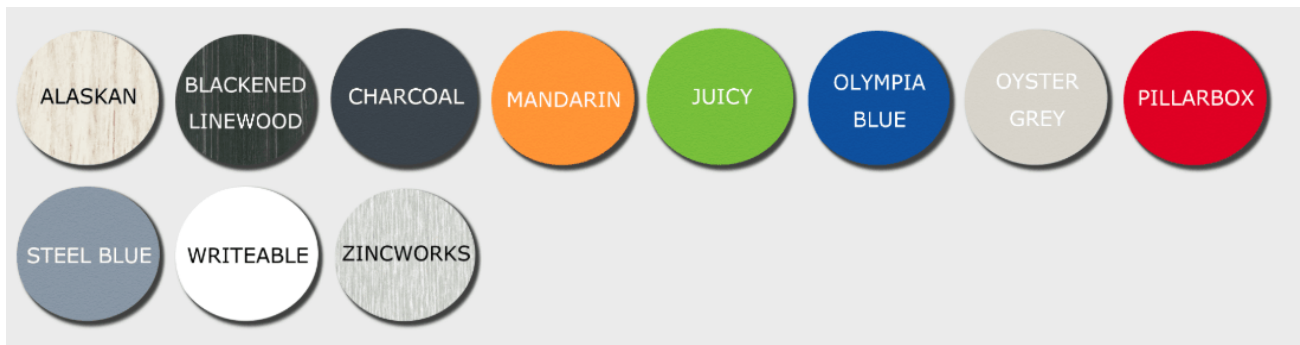 ALASKAN
BLACKENED
LINEWOOD
CHARCOAL
MANDARIN
JUICY
OLYMPIA
BLUE
OYSTER
GREY
PILLARBOX
STEEL BLUE
WRITEABLE
ZINCWORKS